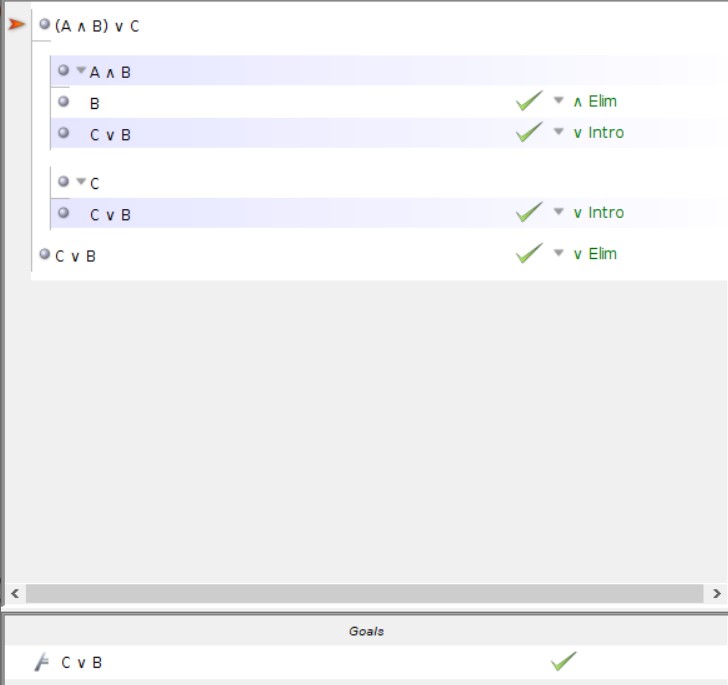 (A ∧ B) ∨ C
A ∧ B
B ∧ Elim
C ∨ B ∨ Intro
C
C ∨ B ∨ Intro
C ∨ B ∨ Elim
Goals
C ∨ B